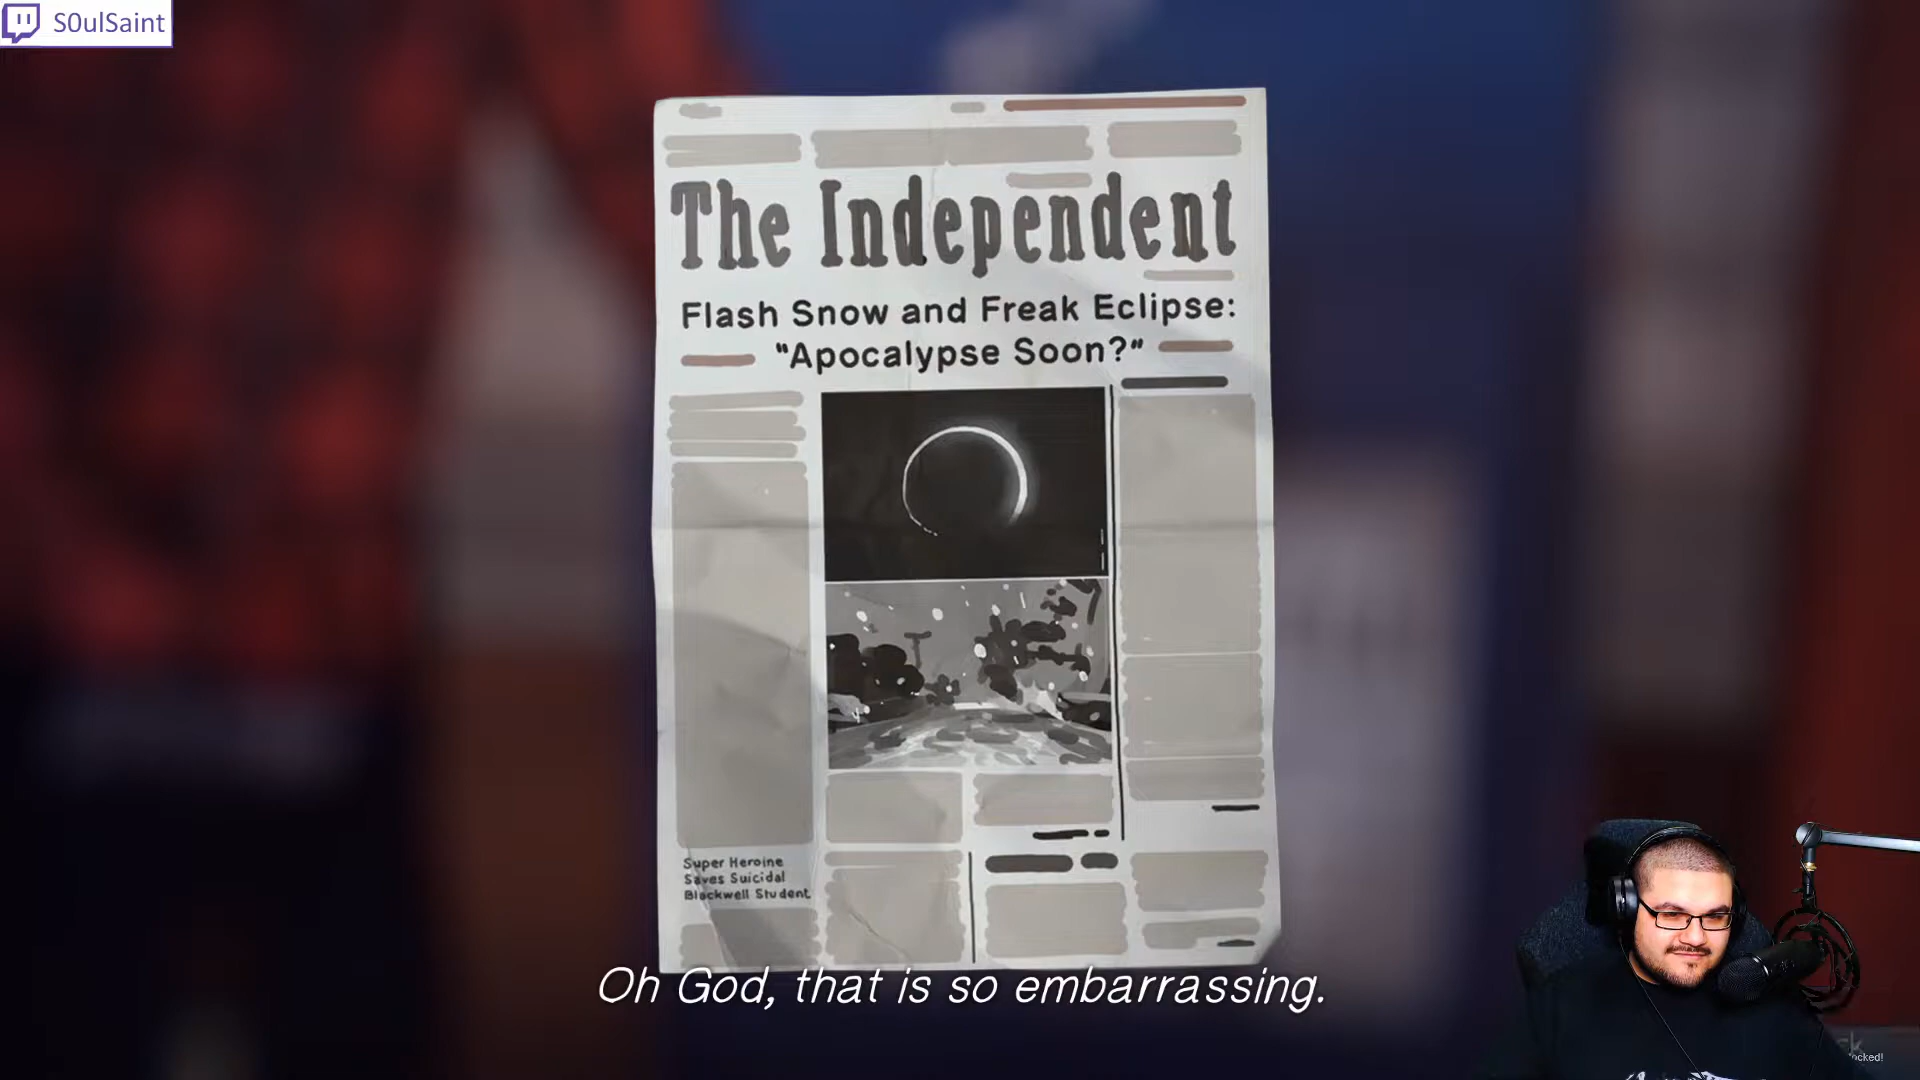 S0ulSaint
The Independent
Flash Snow and Freak Eclipse:
"Apocalypse Soon?"
Super Heroine
Saves Suicidal
Blackwell Student
Oh God, that is so embarrassing.
ocked!